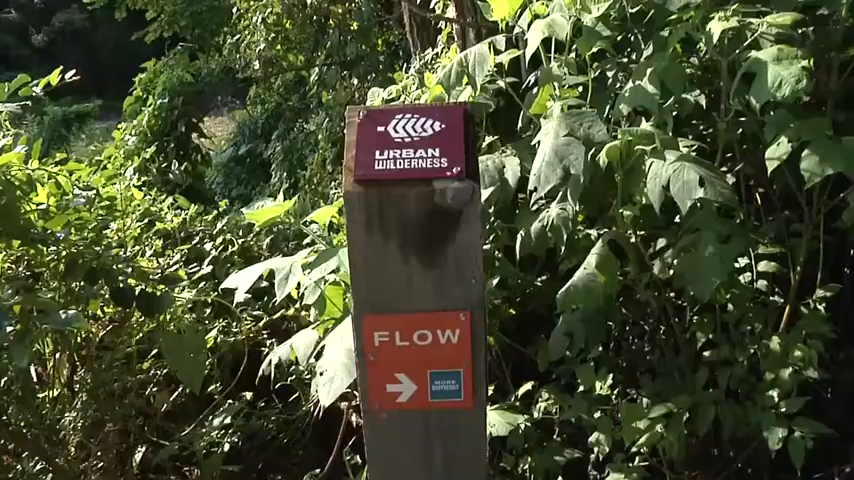 URBAN
WILDERNESS
FLOW
MORE
DIFFICULT